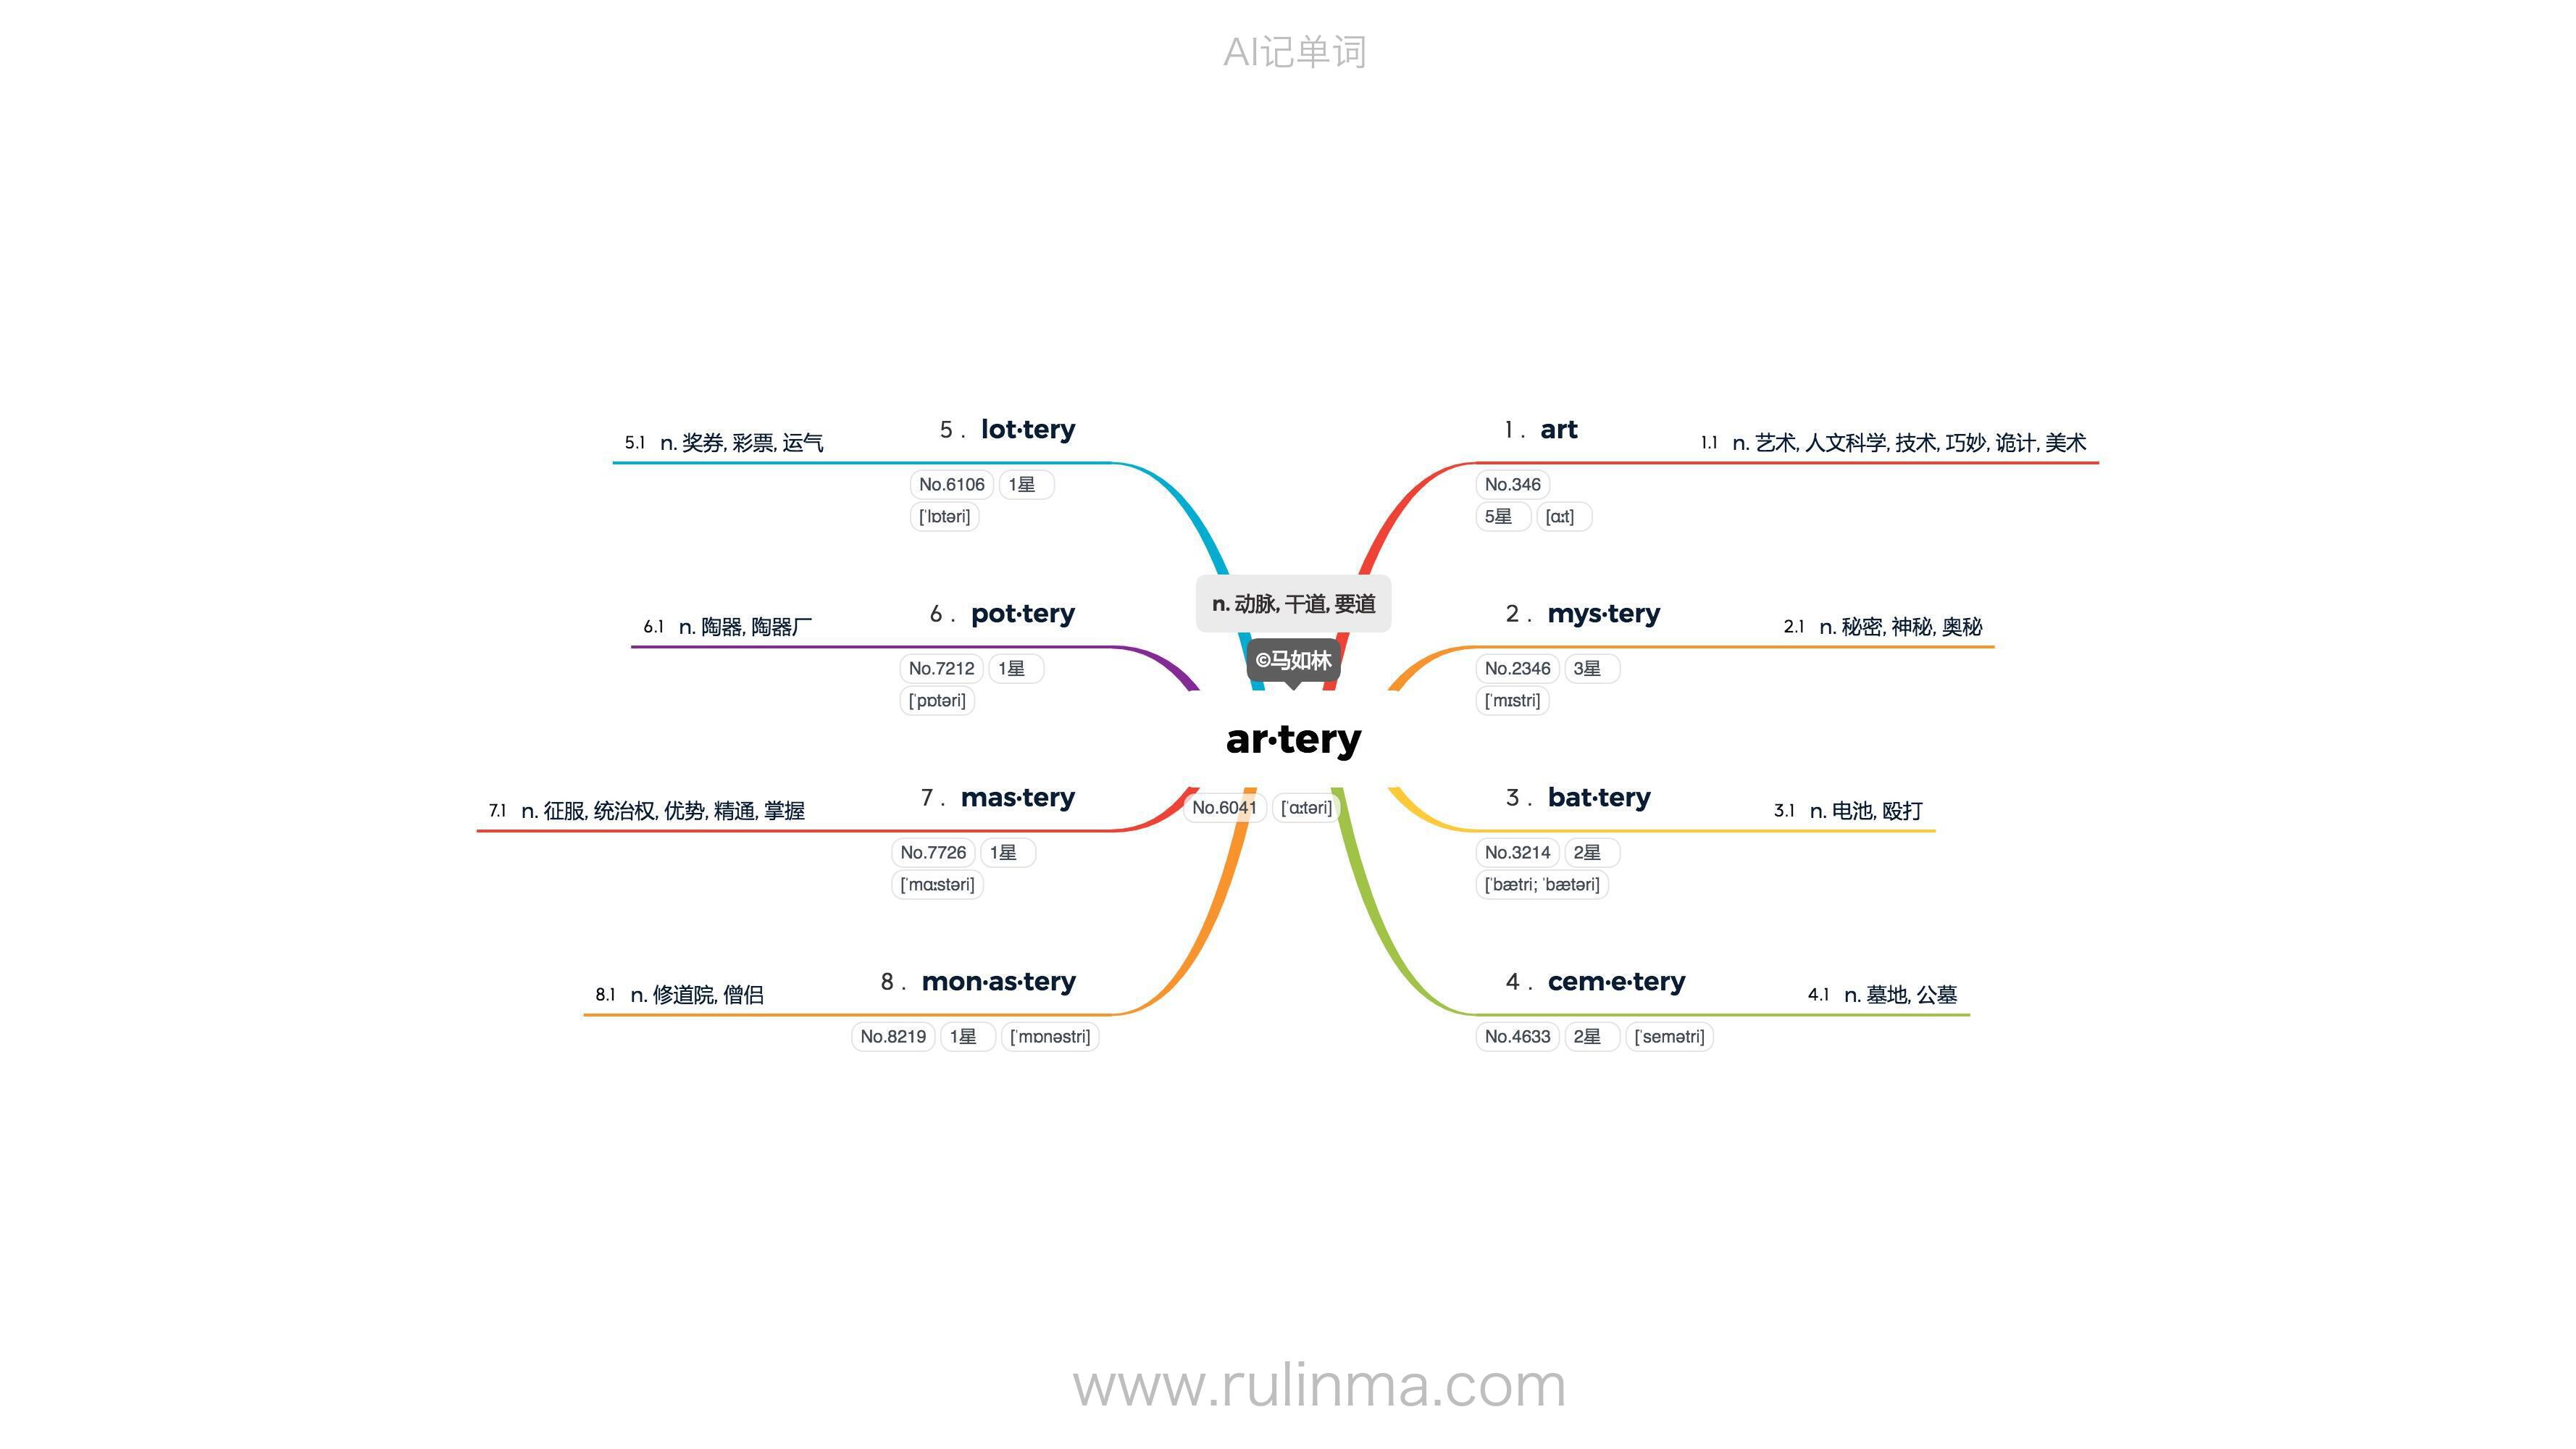 AI记单词
n. 动脉, 干道, 要道
©马如林
ar·tery
No.6041 [ˈɑːtəri]
1. art
No.346
5星 [ɑːt]
1.1 n. 艺术, 人文科学, 技术, 巧妙, 诡计, 美术
2. mys·tery
No.2346 3星
[ˈmɪstri]
2.1 n. 秘密, 神秘, 奥秘
3. bat·tery
No.3214 2星
[ˈbætri; ˈbætəri]
3.1 n. 电池, 殴打
4. cem·e·tery
No.4633 2星 [ˈsemətri]
4.1 n. 墓地, 公墓
5. lot·tery
No.6106 1星
[ˈlɒtəri]
5.1 n. 奖券, 彩票, 运气
6. pot·tery
No.7212 1星
[ˈpɒtəri]
6.1 n. 陶器, 陶器厂
7. mas·tery
No.7726 1星
[ˈmɑːstəri]
7.1 n. 征服, 统治权, 优势, 精通, 掌握
8. mon·as·tery
No.8219 1星 [ˈmɒnəstri]
8.1 n. 修道院, 僧侣
www.rulinma.com